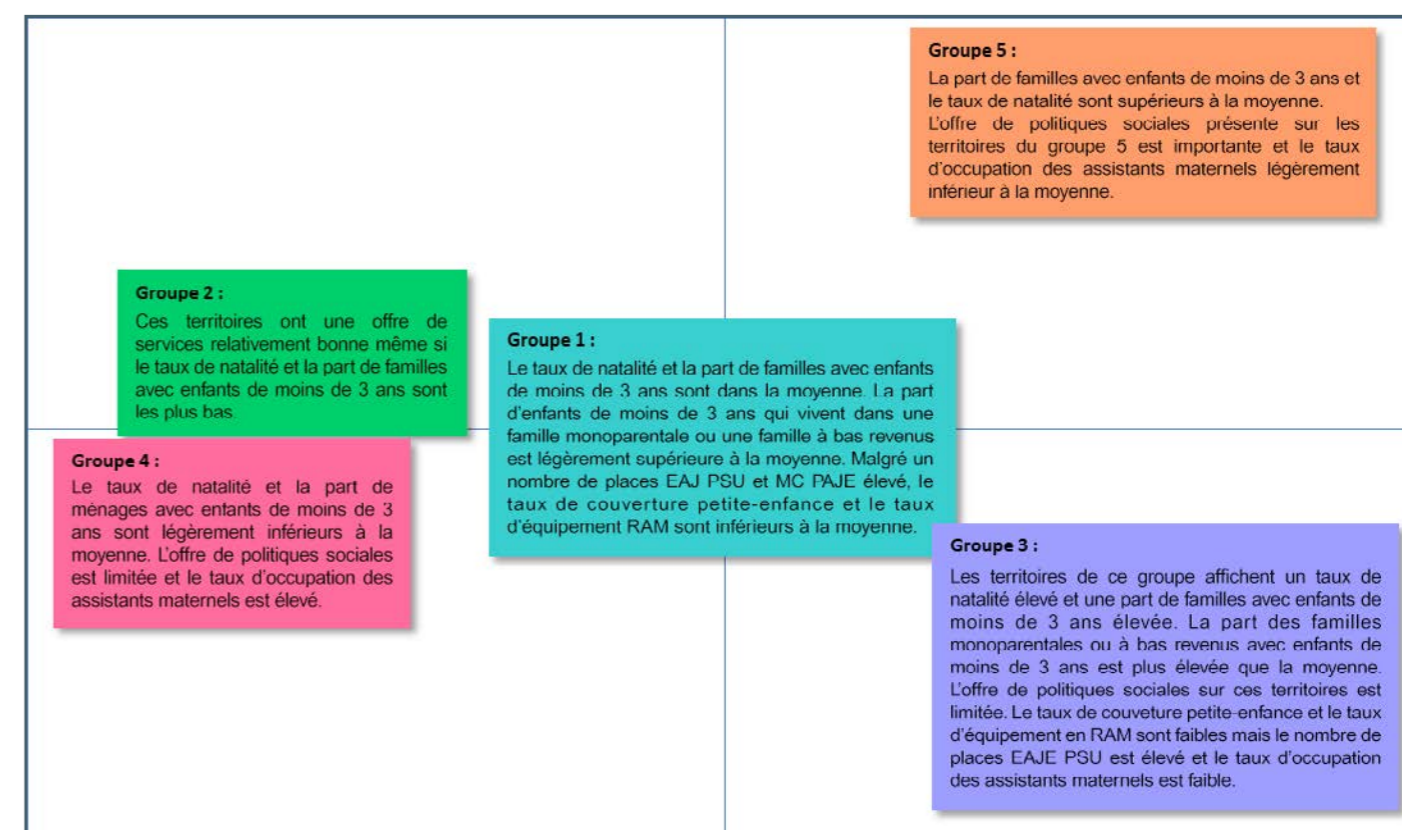 Groupe 5 :
La part de familles avec enfants de moins de 3 ans et
le taux de natalité sont supérieurs à la moyenne.
L'offre de politiques sociales présente sur les
territoires du groupe 5 est importante et le taux
d'occupation des assistants maternels légèrement
inférieur à la moyenne.
Groupe 2 :
Ces territoires ont une offre de
services relativement bonne même si
le taux de natalité et la part de familles
avec enfants de moins de 3 ans sont
les plus bas.
Groupe 1 :
Le taux de natalité et la part de familles avec enfants
de moins de 3 ans sont dans la moyenne. La part
d'enfants de moins de 3 ans qui vivent dans une
famille monoparentale ou une famille à bas revenus
est légèrement supérieure à la moyenne. Malgré un
nombre de places EAJ PSU et MC PAJE élevé, le
taux de couverture petite-enfance et le taux
d'équipement RAM sont inférieurs à la moyenne.
Groupe 4 :
Le taux de natalité et la part de
ménages avec enfants de moins de 3
ans sont légèrement inférieurs à la
moyenne. L'offre de politiques sociales
est limitée et le taux d'occupation des
assistants maternels est élevé.
Groupe 3 :
Les territoires de ce groupe affichent un taux de
natalité élevé et une part de familles avec enfants de
moins de 3 ans élevée. La part des familles
monoparentales ou à bas revenus avec enfants de
moins de 3 ans est plus élevée que la moyenne.
L'offre de politiques sociales sur ces territoires est
limitée. Le taux de couveture petite-enfance et le taux
d'équipement en RAM sont faibles mais le nombre de
places EAJE PSU est élevé et le taux d'occupation
des assistants maternels est faible.